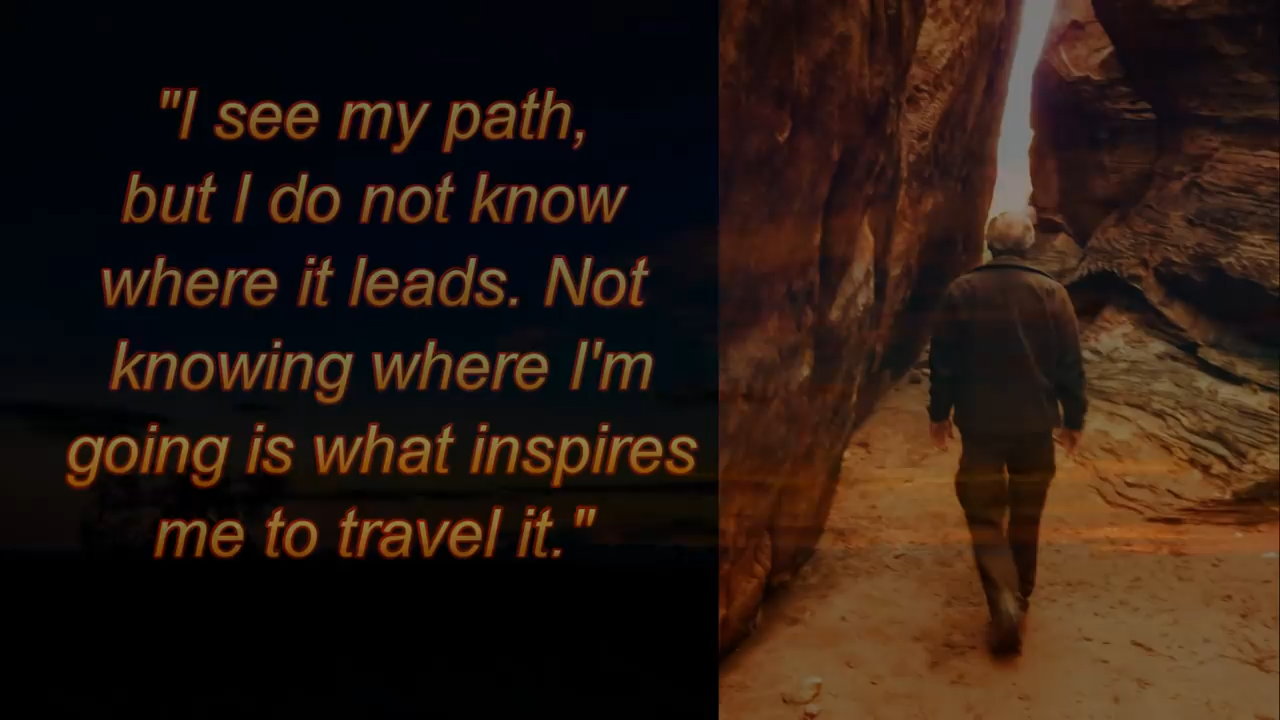 "I see my path,
but I do not know
where it leads. Not
knowing where I'm
going is what inspires
me to travel it."